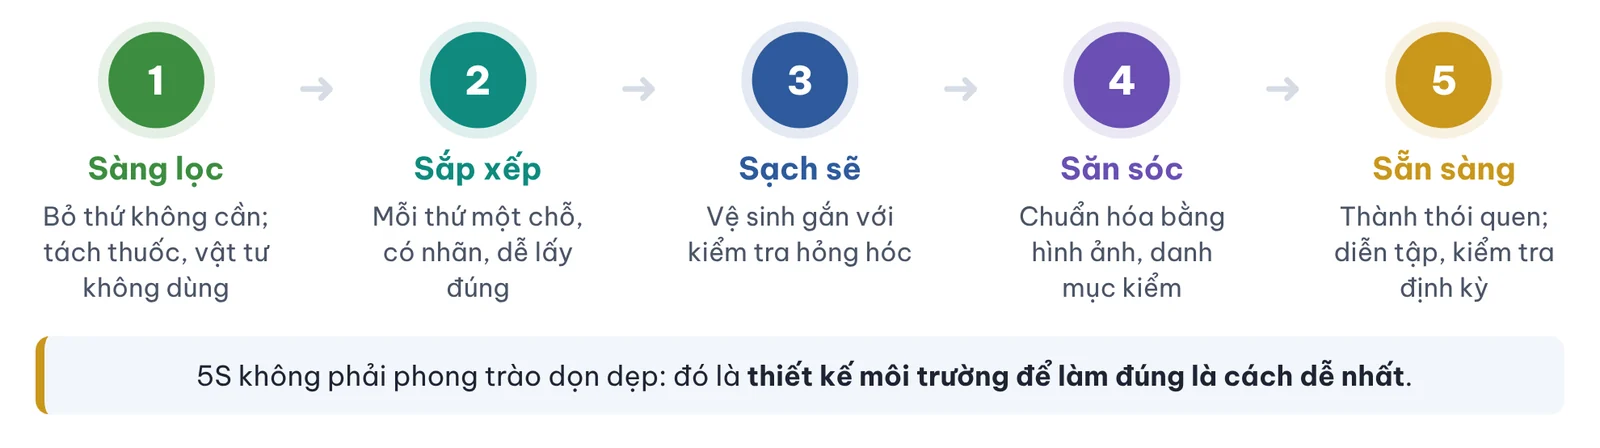 1
Sàng lọc
Bỏ thứ không cần;
tách thuốc, vật tư
không dùng
2
Sắp xếp
Mỗi thứ một chỗ,
có nhãn, dễ lấy
đúng
3
Sạch sẽ
Vệ sinh gắn với
kiểm tra hỏng hóc
4
Săn sóc
Chuẩn hóa bằng
hình ảnh, danh
mục kiểm
5
Sẵn sàng
Thành thói quen;
diễn tập, kiểm tra
định kỳ
5S không phải phong trào dọn dẹp: đó là thiết kế môi trường để làm đúng là cách dễ nhất.